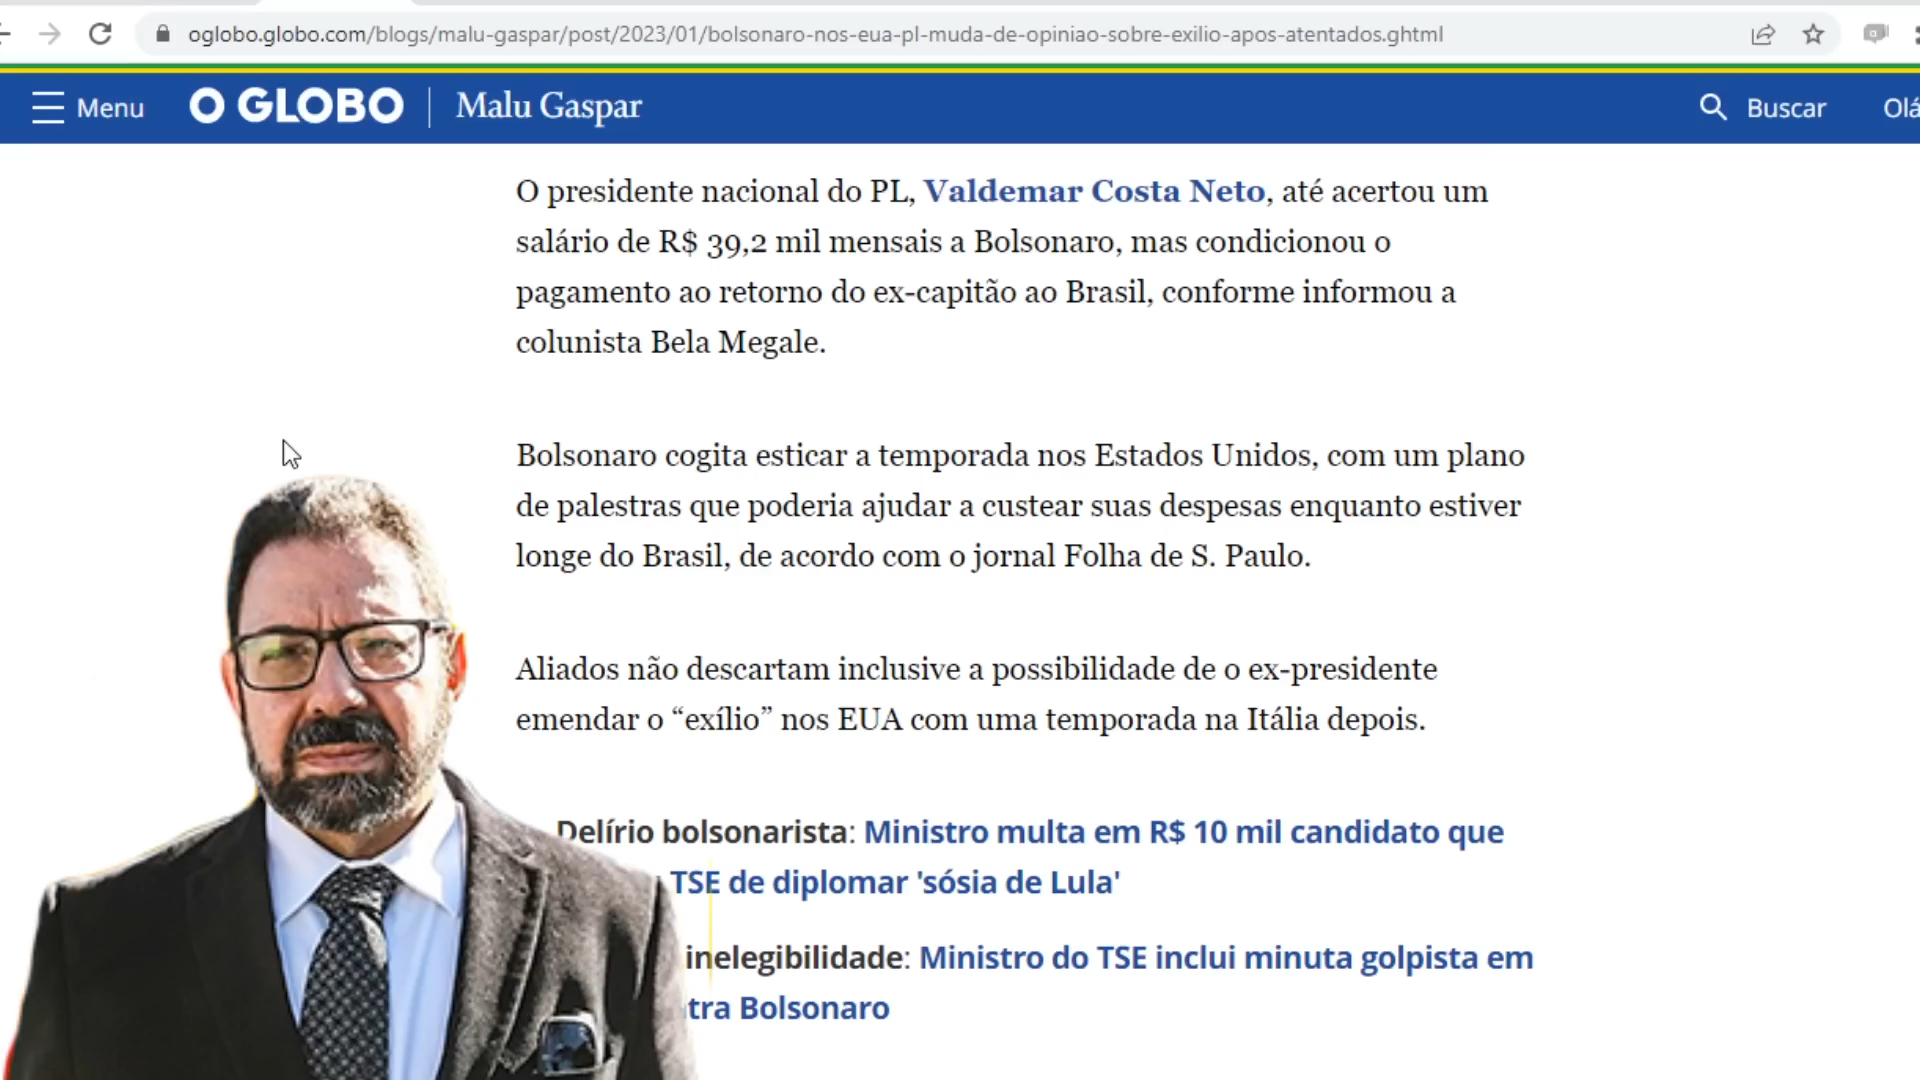 oglobo.globo.com/blogs/malu-gaspar/post/2023/01/bolsonaro-nos-eua-pl-muda-de-opiniao-sobre-exilio-apos-atentados.ghtml
Menu O GLOBO Malu Gaspar Buscar Olá
O presidente nacional do PL, Valdemar Costa Neto, até acertou um
salário de R$ 39,2 mil mensais a Bolsonaro, mas condicionou o
pagamento ao retorno do ex-capitão ao Brasil, conforme informou a
colunista Bela Megale.
Bolsonaro cogita esticar a temporada nos Estados Unidos, com um plano
de palestras que poderia ajudar a custear suas despesas enquanto estiver
longe do Brasil, de acordo com o jornal Folha de S. Paulo.
Aliados não descartam inclusive a possibilidade de o ex-presidente
emendar o “exílio” nos EUA com uma temporada na Itália depois.
Delírio bolsonarista: Ministro multa em R$ 10 mil candidato que
TSE de diplomar 'sósia de Lula'
inelegibilidade: Ministro do TSE inclui minuta golpista em
tra Bolsonaro